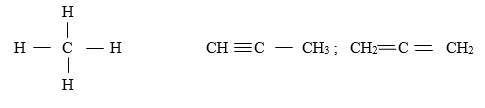 H
H — C — H CH ≡ C — CH3 ; CH2=C = CH2
H